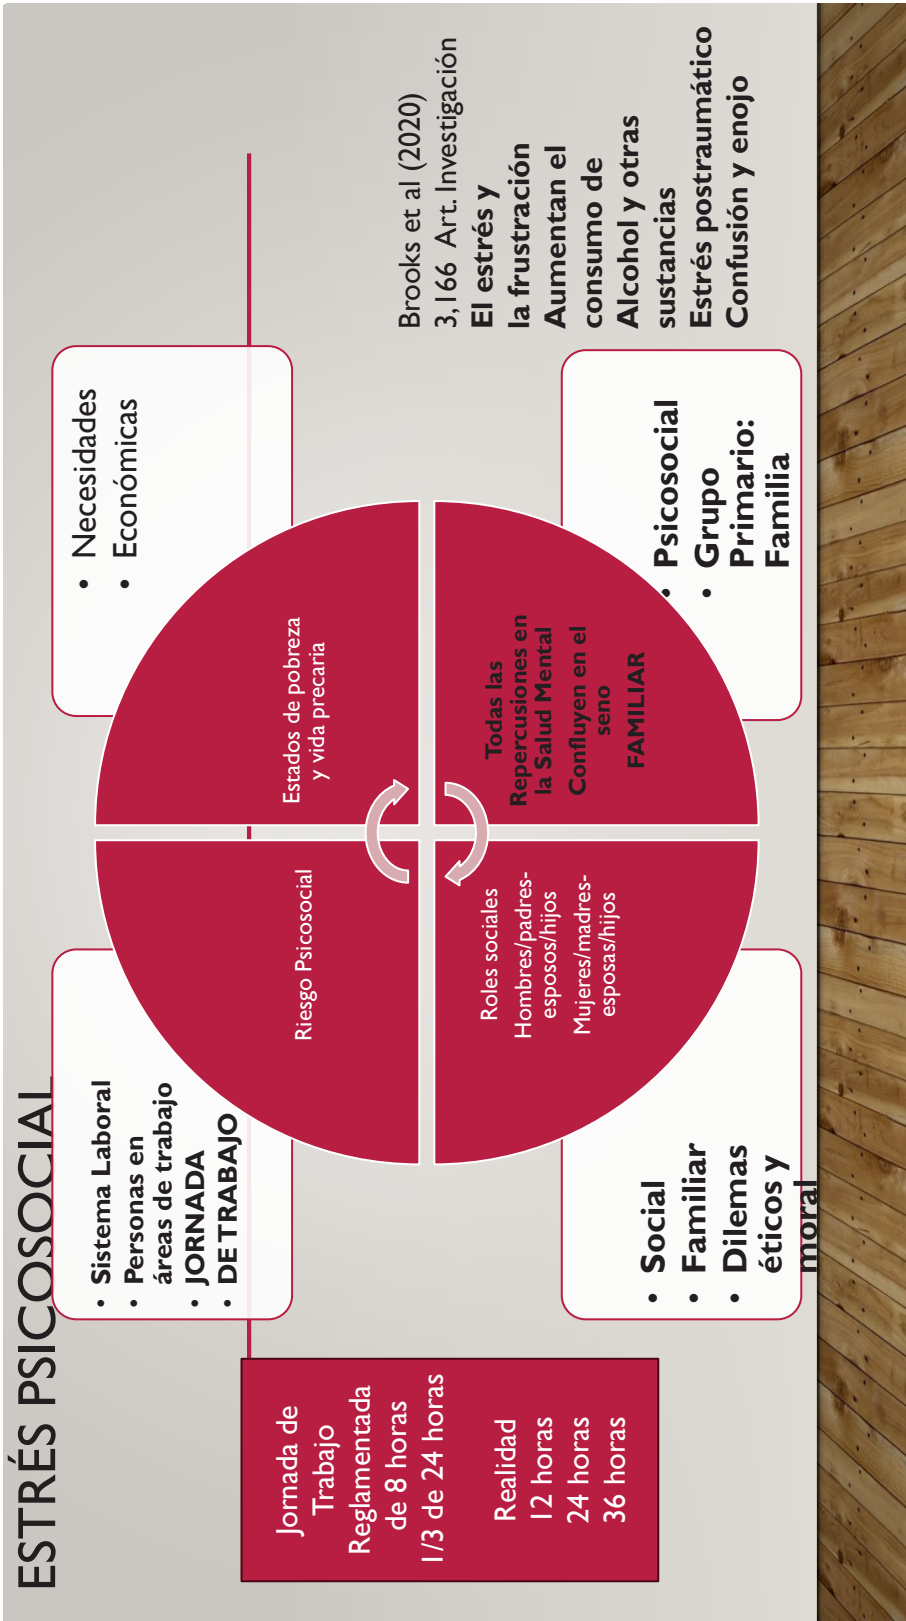 ESTRÉS PSICOSOCIAL
Jornada de
Trabajo
Reglamentada
de 8 horas
1/3 de 24 horas
Realidad
12 horas
24 horas
36 horas
• Sistema Laboral
• Personas en
áreas de trabajo
• JORNADA
• DE TRABAJO
Riesgo Psicosocial
Estados de pobreza
y vida precaria
• Necesidades
• Económicas
• Social
• Familiar
• Dilemas
éticos y
moral
Roles sociales
Hombres/padres-
esposos/hijos
Mujeres/madres-
esposas/hijos
Todas las
Repercusiones en
la Salud Mental
Confluyen en el
seno
FAMILIAR
• Psicosocial
• Grupo
Primario:
Familia
Brooks et al (2020)
3,166 Art. Investigación
El estrés y
la frustración
Aumentan el
consumo de
Alcohol y otras
sustancias
Estrés postraumático
Confusión y enojo